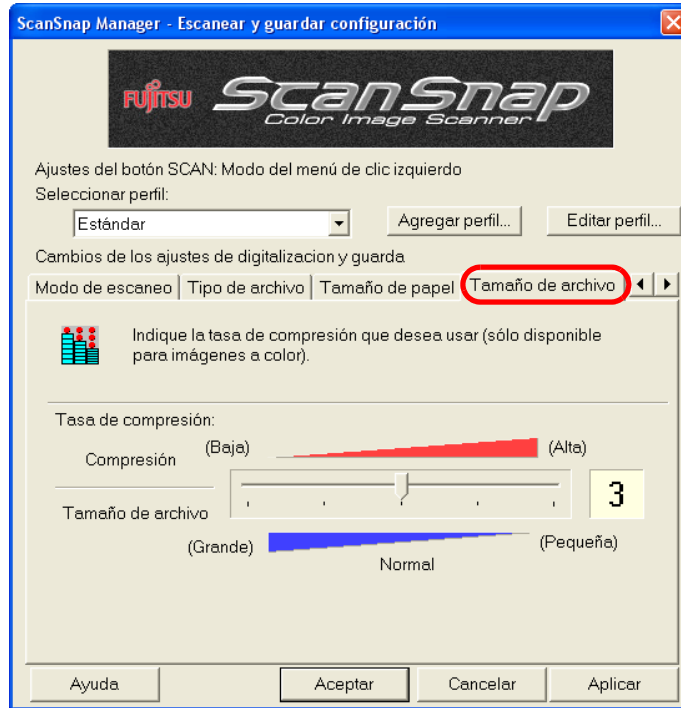 ScanSnap Manager - Escanear y guardar configuración
FUJITSU ScanSnap
Color Image Scanner
Ajustes del botón SCAN: Modo del menú de clic izquierdo
Seleccionar perfil:
Estándar Agregar perfil... Editar perfil...
Cambios de los ajustes de digitalizacion y guarda
Modo de escaneo Tipo de archivo Tamaño de papel Tamaño de archivo
Indique la tasa de compresión que desea usar (sólo disponible
para imágenes a color).
Tasa de compresión:
(Baja) (Alta)
Compresión
3
Tamaño de archivo
(Grande) (Pequeña)
Normal
Ayuda Aceptar Cancelar Aplicar